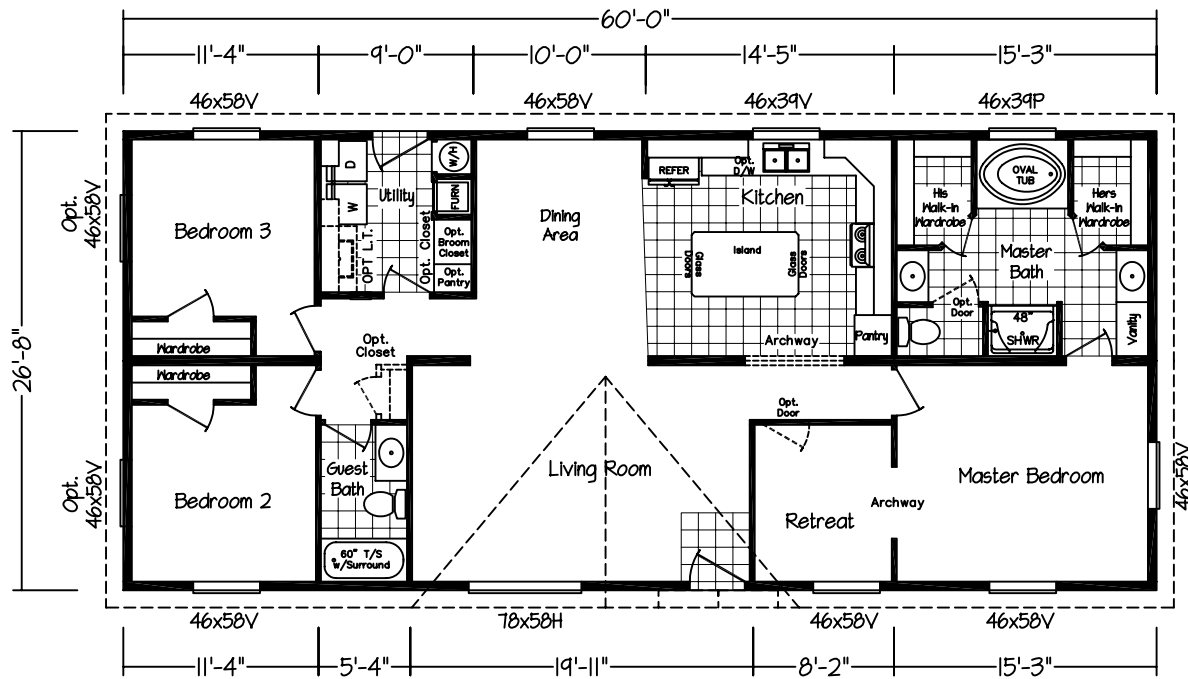 60'-0"
11'-4"
9'-0"
10'-0"
14'-5"
15'-3"
46x58V
46x58V
46x39V
46x39P
Opt.
46x58V
D
W
W/H
FURN
Utility
OPT L.T.
Opt. Closet
Opt.
Broom
Closet
Opt.
Pantry
Bedroom 3
Dining
Area
REFER
Opt.
D/W
Kitchen
Island
Glass
Doors
Glass
Doors
Archway
Pantry
His
Walk-in
Wardrobe
OVAL
TUB
Hers
Walk-in
Wardrobe
Master
Bath
Opt.
Door
48"
SHWR
Vanity
26'-8"
Wardrobe
Wardrobe
Opt.
Closet
Opt.
Door
Opt.
46x58V
Bedroom 2
Guest
Bath
60" T/S
w/Surround
Living Room
Retreat
Archway
Master Bedroom
46x58V
46x58V
78x58H
46x58V
46x58V
11'-4"
5'-4"
19'-11"
8'-2"
15'-3"